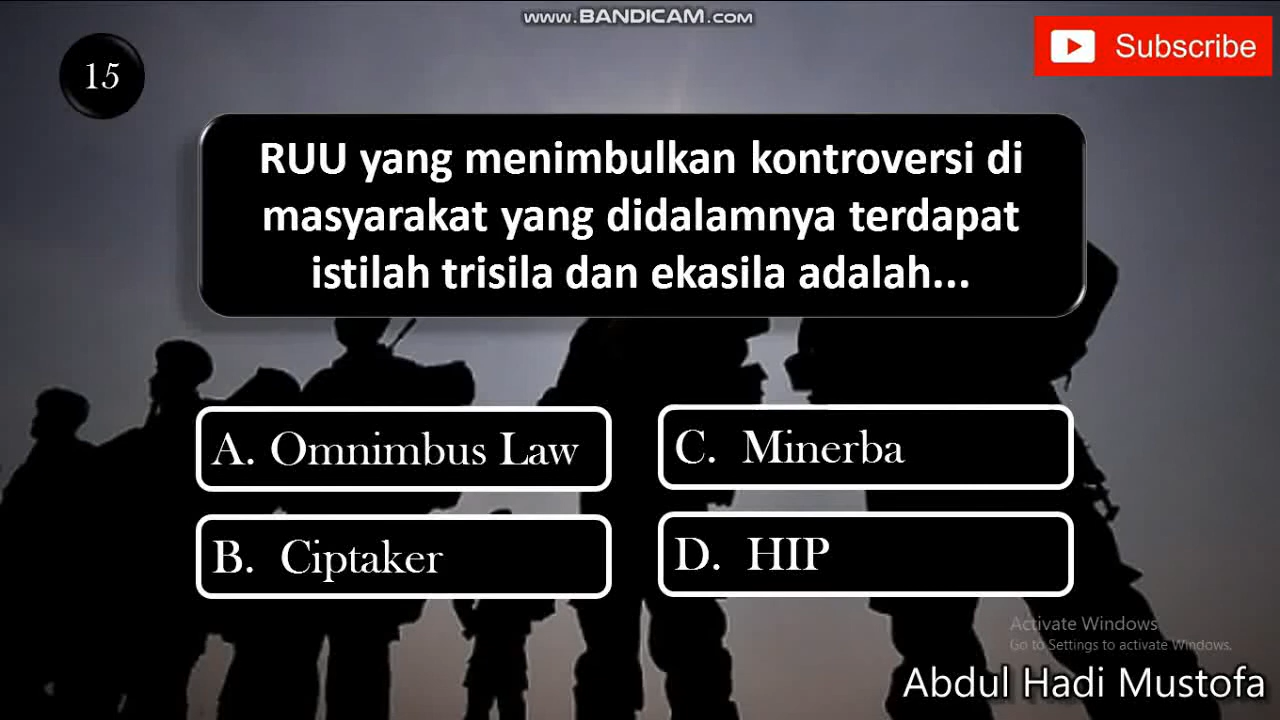 www.BANDICAM.com
15
Subscribe
RUU yang menimbulkan kontroversi di
masyarakat yang didalamnya terdapat
istilah trisila dan ekasila adalah...
A. Omnimbus Law
C. Minerba
B. Ciptaker
D. HIP
Activate Windows
Go to Settings to activate Windows.
Abdul Hadi Mustofa